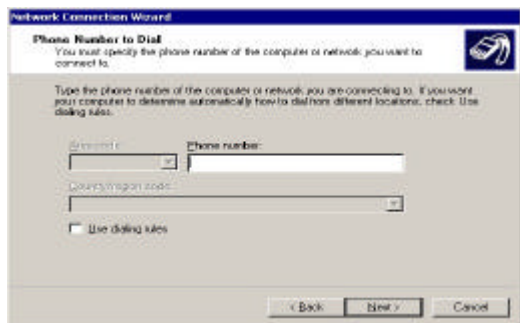 Network Connection Wizard
Phone Number to Dial
You must specify the phone number of the computer or network you want to
connect to.
Type the phone number of the computer or network you are connecting to. If you want
your computer to determine automatically how to dial from different locations, check Use
dialing rules.
Area code: Phone number:
Country/region code:
Use dialing rules
< Back Next > Cancel